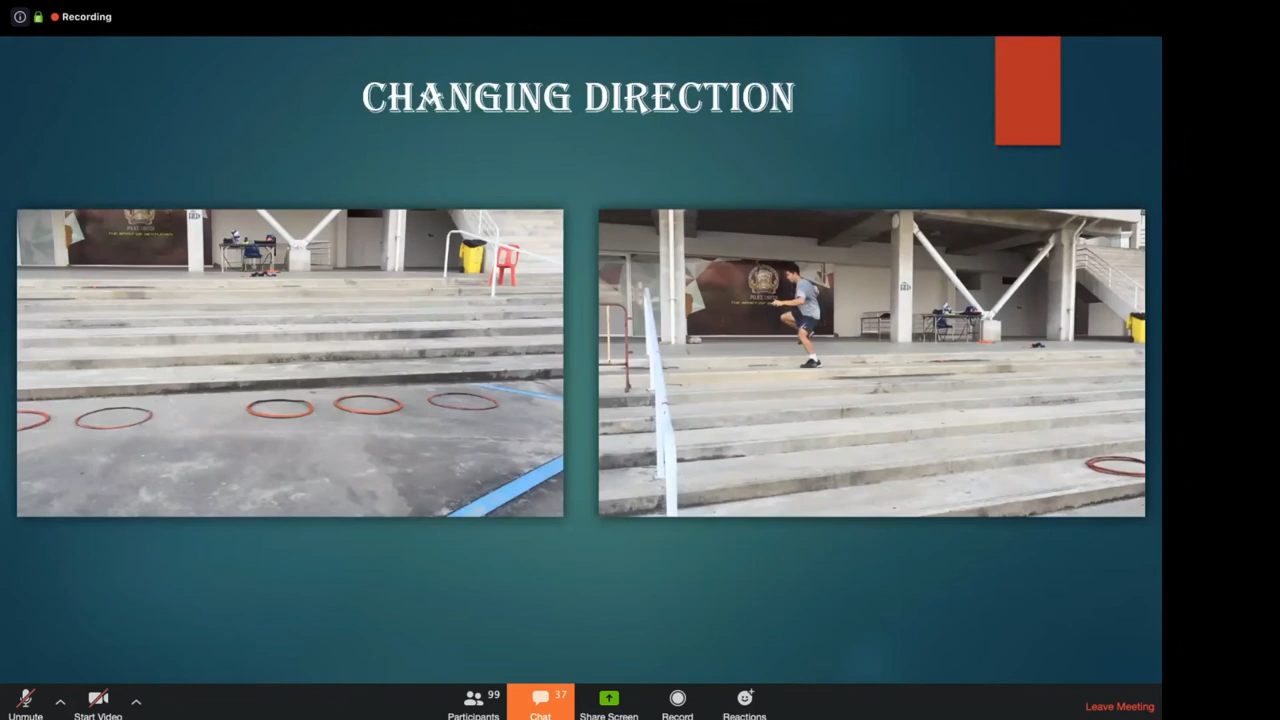 Recording
CHANGING DIRECTION
99
37
Unmute
Start Video
Participants
Chat
Share Screen
Record
Reactions
Leave Meeting